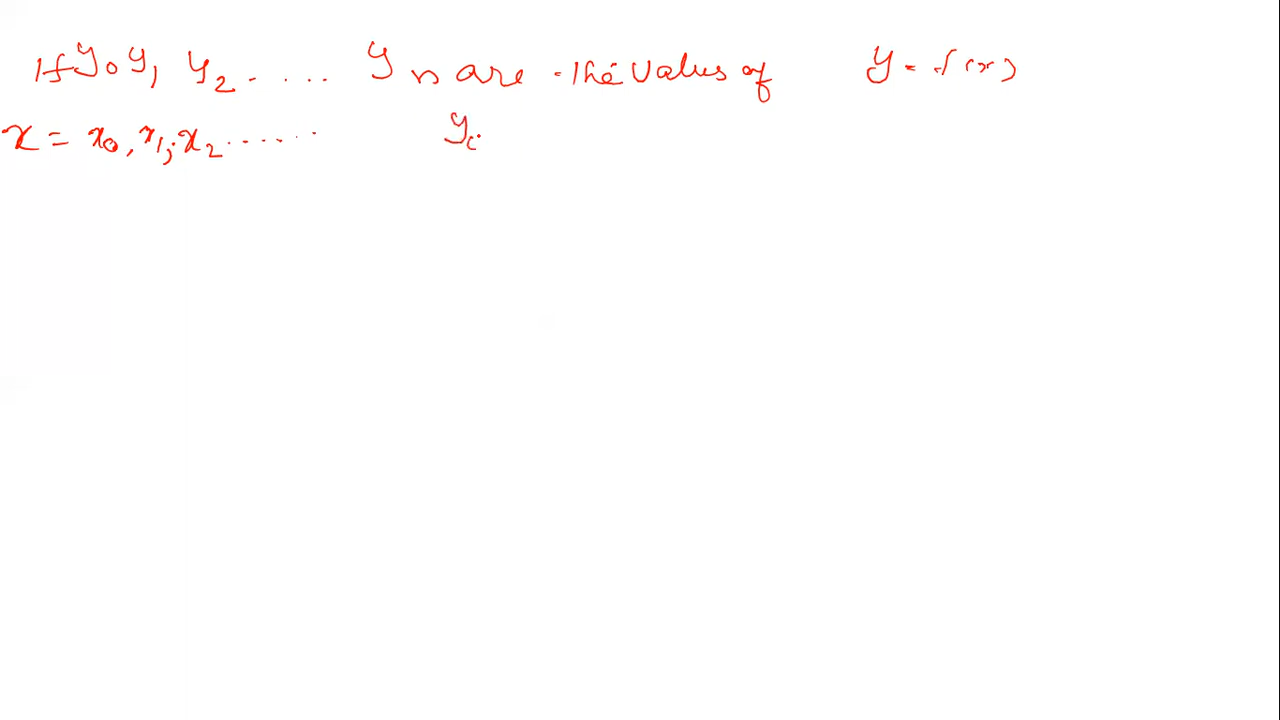 If y₀ y₁ y₂ ..... yₙ are the values of y = f(x)
x = x₀, x₁, x₂ ......